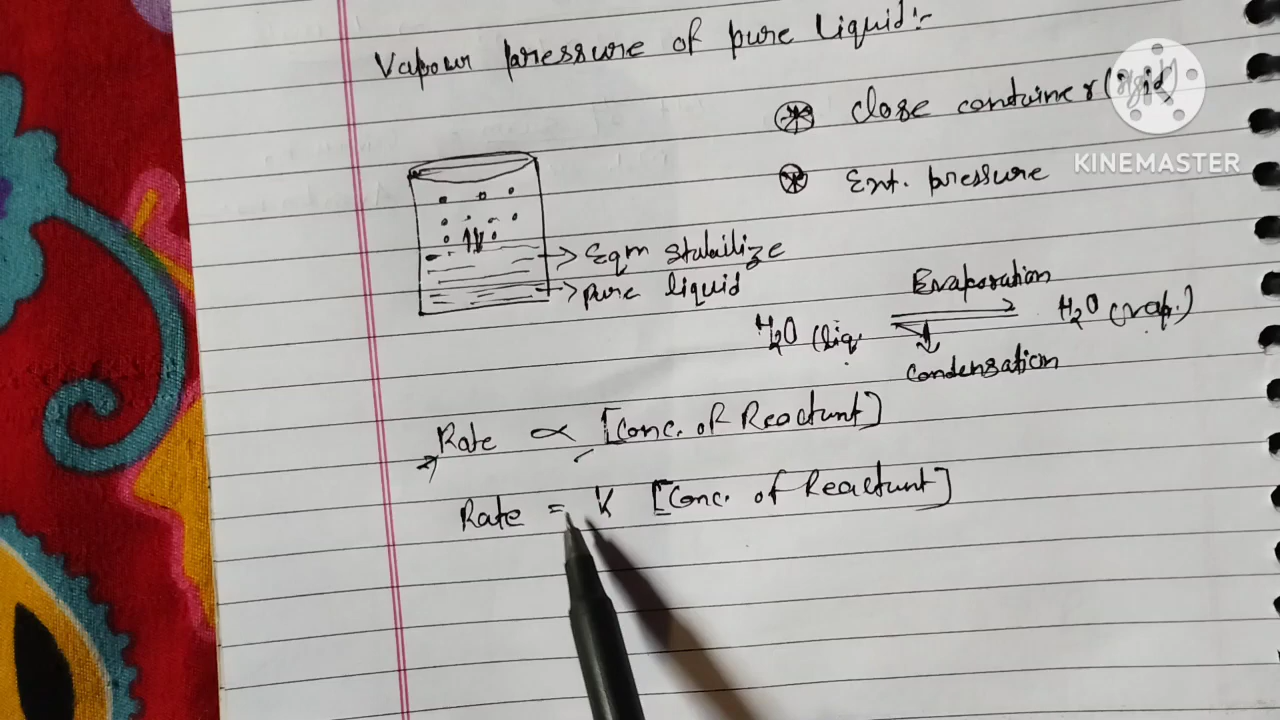 Vapour pressure of pure liquid:-
⊛ close container (
⊛ Ext. pressure
KINEMASTER
→ Eqm stabilize
→ pure liquid
Evaporation
H2O (liq. ⇌ H2O (vap.)
Condensation
Rate ∝ [Conc. of Reactant]
Rate = K [Conc. of Reactant]